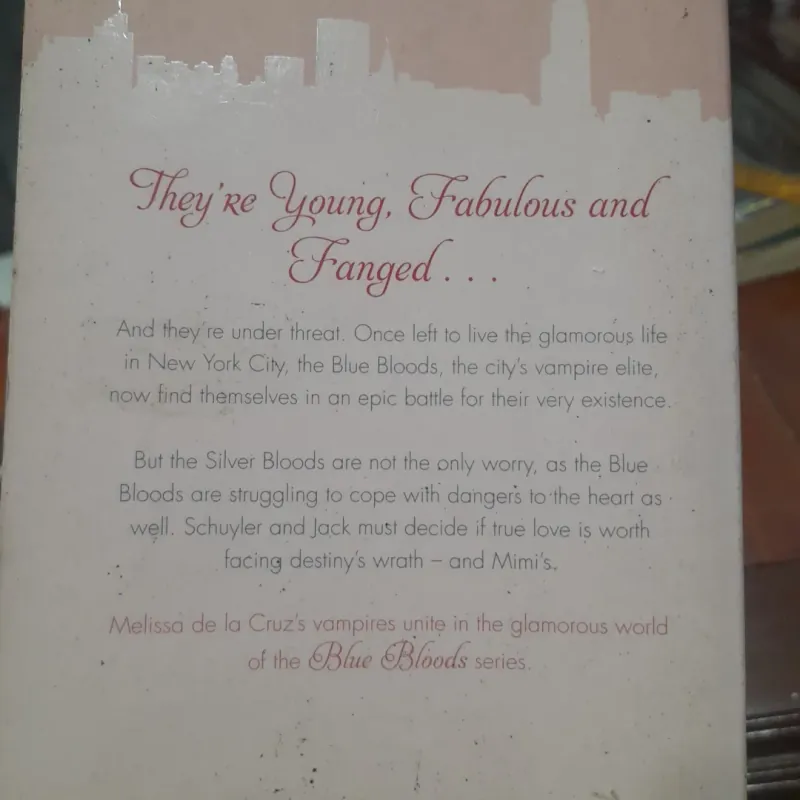 They're Young, Fabulous and
Fanged . . .
And they're under threat. Once left to live the glamorous life
in New York City, the Blue Bloods, the city's vampire elite,
now find themselves in an epic battle for their very existence.
But the Silver Bloods are not the only worry, as the Blue
Bloods are struggling to cope with dangers to the heart as
well. Schuyler and Jack must decide if true love is worth
facing destiny's wrath – and Mimi's.
Melissa de la Cruz's vampires unite in the glamorous world
of the Blue Bloods series.